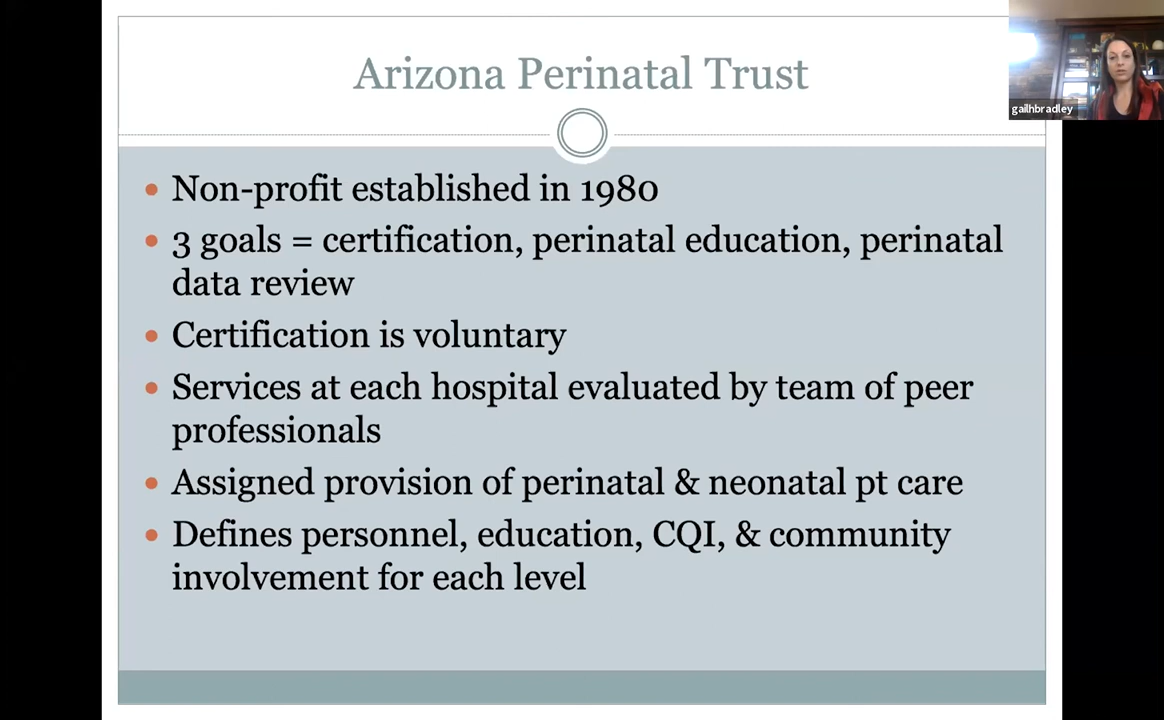 Arizona Perinatal Trust
gailhbradley
• Non-profit established in 1980
• 3 goals = certification, perinatal education, perinatal
data review
• Certification is voluntary
• Services at each hospital evaluated by team of peer
professionals
• Assigned provision of perinatal & neonatal pt care
• Defines personnel, education, CQI, & community
involvement for each level